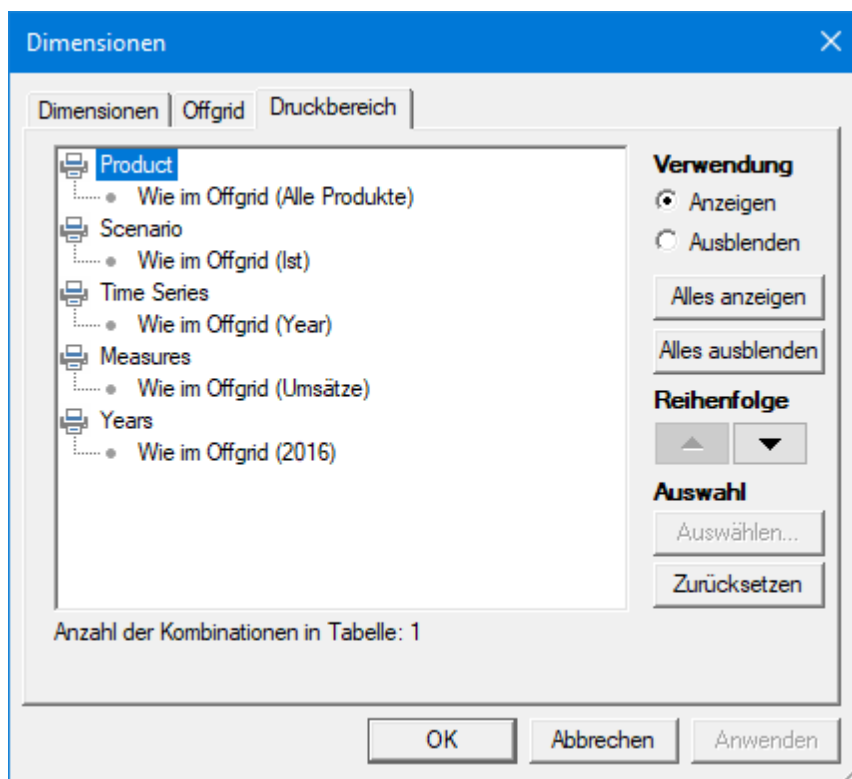 Dimensionen
Dimensionen
Offgrid
Druckbereich
Product
Wie im Offgrid (Alle Produkte)
Scenario
Wie im Offgrid (Ist)
Time Series
Wie im Offgrid (Year)
Measures
Wie im Offgrid (Umsätze)
Years
Wie im Offgrid (2016)
Anzahl der Kombinationen in Tabelle: 1
Verwendung
Anzeigen
Ausblenden
Alles anzeigen
Alles ausblenden
Reihenfolge
Auswahl
Auswählen...
Zurücksetzen
OK
Abbrechen
Anwenden